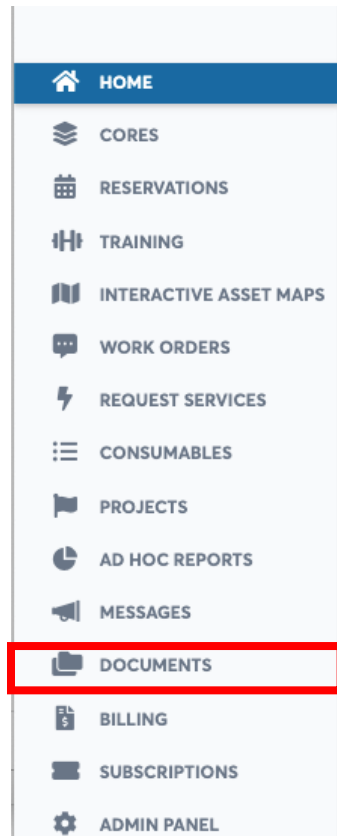 HOME
CORES
RESERVATIONS
TRAINING
INTERACTIVE ASSET MAPS
WORK ORDERS
REQUEST SERVICES
CONSUMABLES
PROJECTS
AD HOC REPORTS
MESSAGES
DOCUMENTS
BILLING
SUBSCRIPTIONS
ADMIN PANEL